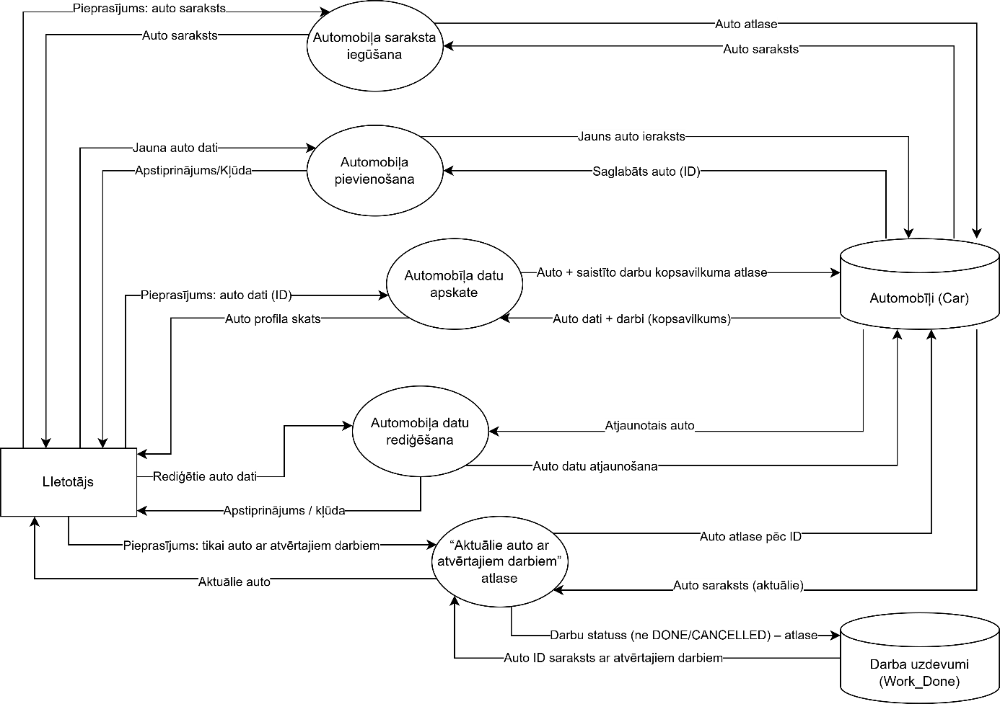 Pieprasījums: auto saraksts
Auto saraksts
Automobiļa saraksta
iegūšana
Auto atlase
Auto saraksts
Jauna auto dati
Apstiprinājums/Kļūda
Automobiļa
pievienošana
Jauns auto ieraksts
Saglabāts auto (ID)
Pieprasījums: auto dati (ID)
Auto profila skats
Automobīļa datu
apskate
Auto + saistīto darbu kopsavilkuma atlase
Auto dati + darbi (kopsavilkums)
Automobīļi (Car)
Automobiļa datu
rediģēšana
Atjaunotais auto
Auto datu atjaunošana
LIetotājs
Rediģētie auto dati
Apstiprinājums / kļūda
Pieprasījums: tikai auto ar atvērtajiem darbiem
Aktuālie auto
“Aktuālie auto ar
atvērtajiem darbiem”
atlase
Auto atlase pēc ID
Auto saraksts (aktuālie)
Darbu statuss (ne DONE/CANCELLED) – atlase
Auto ID saraksts ar atvērtajiem darbiem
Darba uzdevumi
(Work_Done)